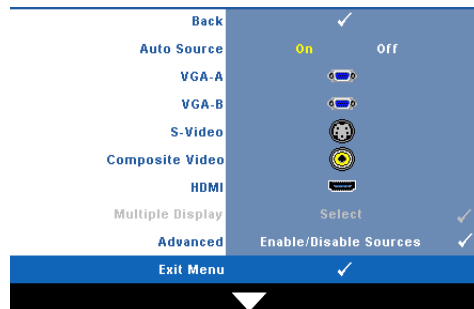 Back
Auto Source On Off
VGA-A
VGA-B
S-Video
Composite Video
HDMI
Multiple Display Select
Advanced Enable/Disable Sources
Exit Menu